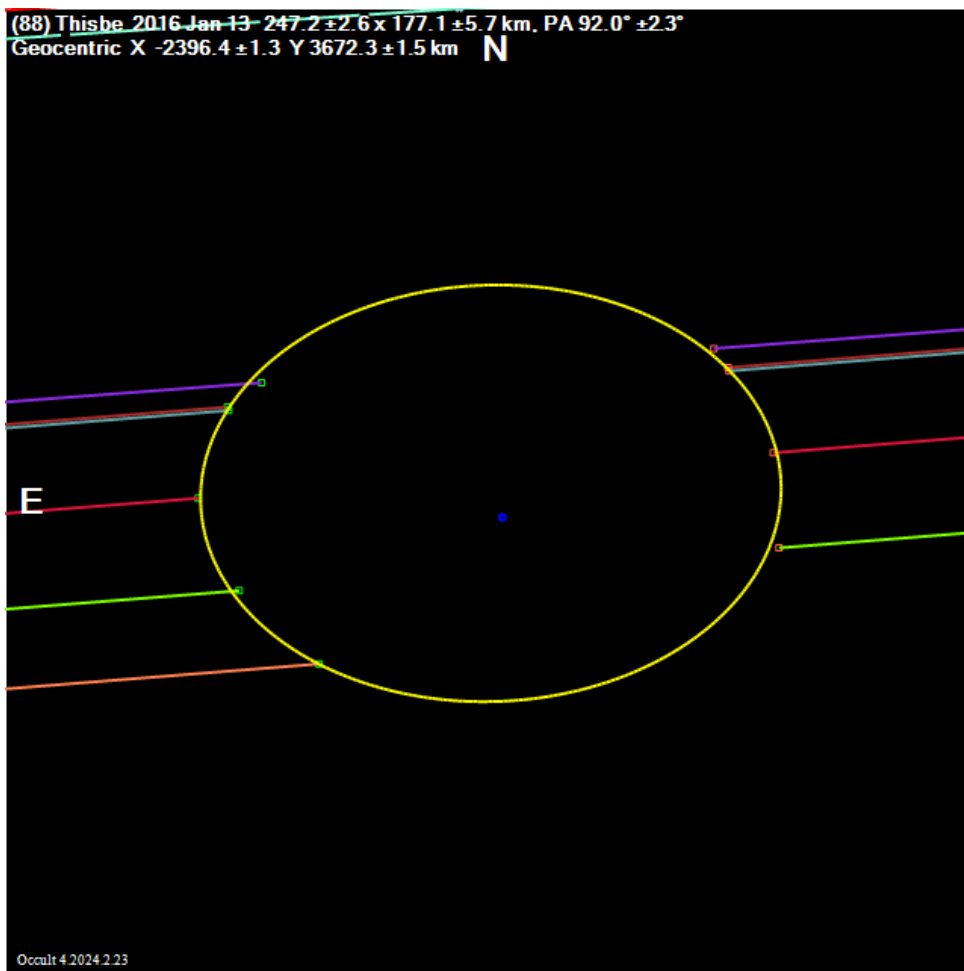 (88) Thisbe 2016 Jan 13 247.2 ±2.6 x 177.1 ±5.7 km, PA 92.0° ±2.3°
Geocentric X -2396.4 ±1.3 Y 3672.3 ±1.5 km
N
E
Occult 4.2024.2.23